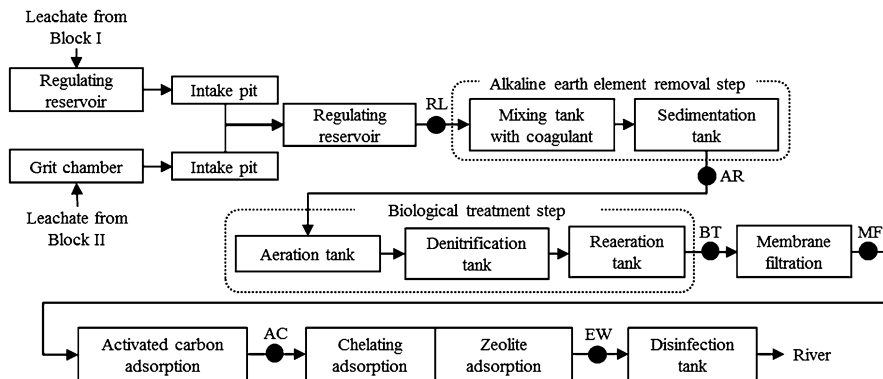 Leachate from
Block I
Regulating
reservoir
Intake pit
Regulating
reservoir
RL
Alkaline earth element removal step
Mixing tank
with coagulant
Sedimentation
tank
Grit chamber
Intake pit
AR
Leachate from
Block II
Biological treatment step
Aeration tank
Denitrification
tank
Reaeration
tank
BT
Membrane
filtration
MF
Activated carbon
adsorption
AC
Chelating
adsorption
Zeolite
adsorption
EW
Disinfection
tank
River